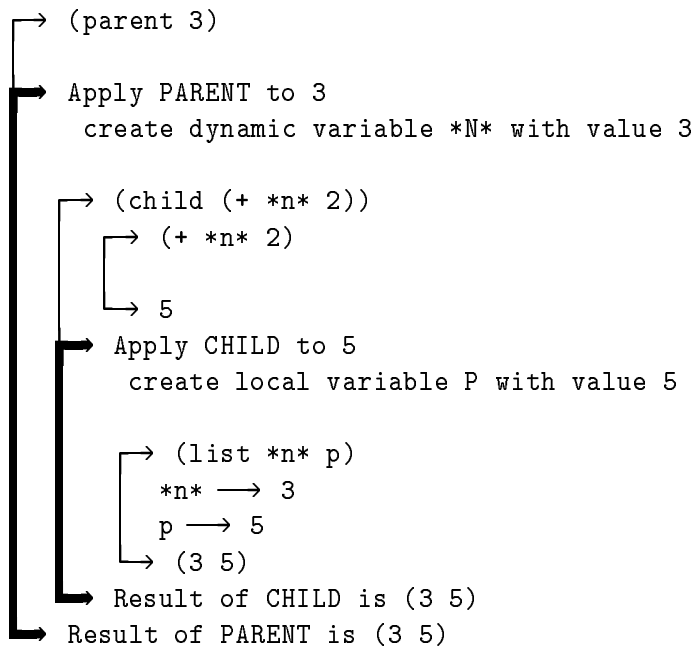 (parent 3)
Apply PARENT to 3
create dynamic variable *N* with value 3
(child (+ *n* 2))
(+ *n* 2)
5
Apply CHILD to 5
create local variable P with value 5
(list *n* p)
*n* ⟶ 3
p ⟶ 5
(3 5)
Result of CHILD is (3 5)
Result of PARENT is (3 5)